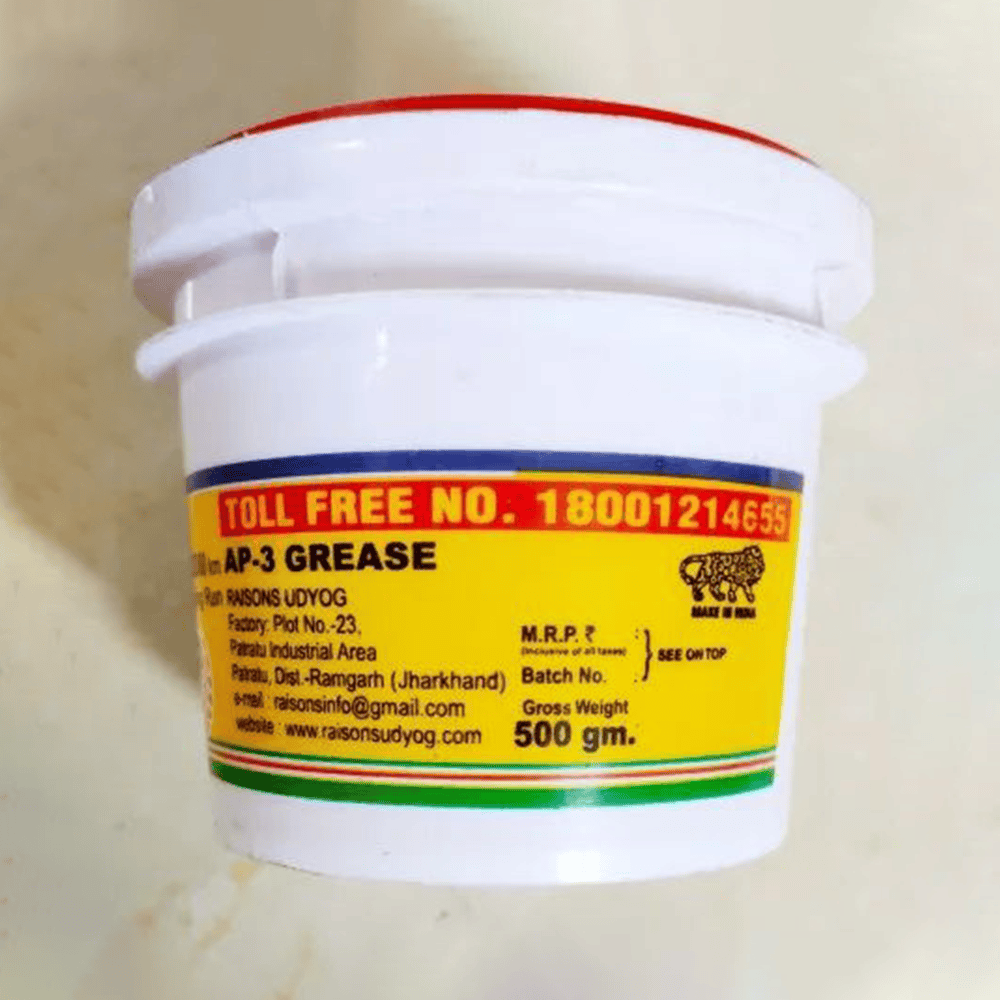 TOLL FREE NO. 18001214655
km AP-3 GREASE
Run RAISONS UDYOG
Factory: Plot No.-23,
Patratu Industrial Area
Patratu, Dist.-Ramgarh (Jharkhand)
e-mail : raisonsinfo@gmail.com
website : www.raisonsudyog.com
MAKE IN INDIA
M.R.P. ₹
(Inclusive of all taxes)
Batch No.
: } SEE ON TOP
Gross Weight
500 gm.